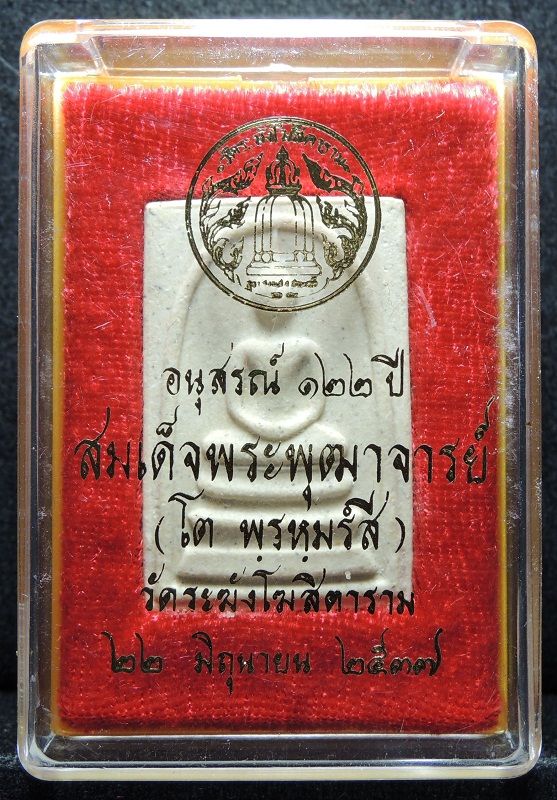 อนุสรณ์ ๑๒๒ ปี
สมเด็จพระพุฒาจารย์
(โต พฺรหฺมรํสี)
วัดระฆังโฆสิตาราม
๒๒ มิถุนายน ๒๕๓๗